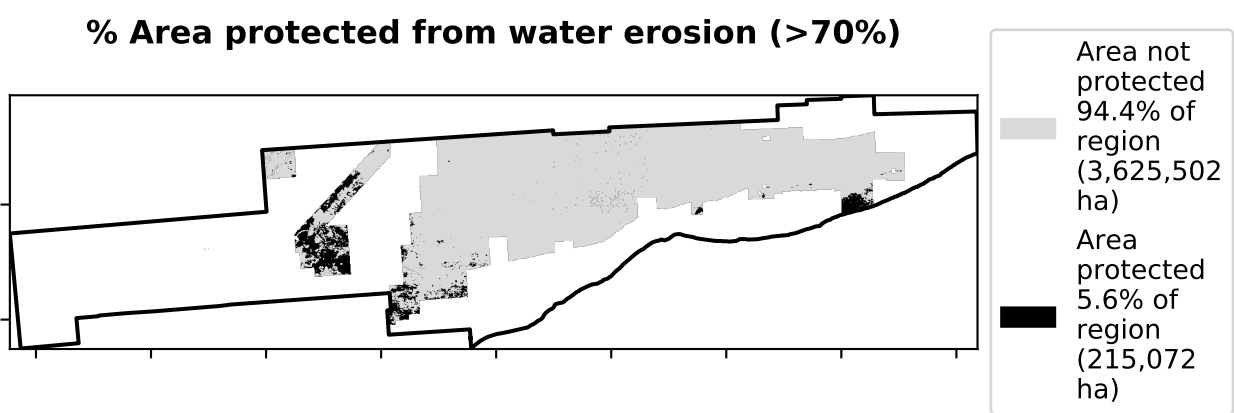 % Area protected from water erosion (>70%)
Area not
protected
94.4% of
region
(3,625,502
ha)
Area
protected
5.6% of
region
(215,072
ha)